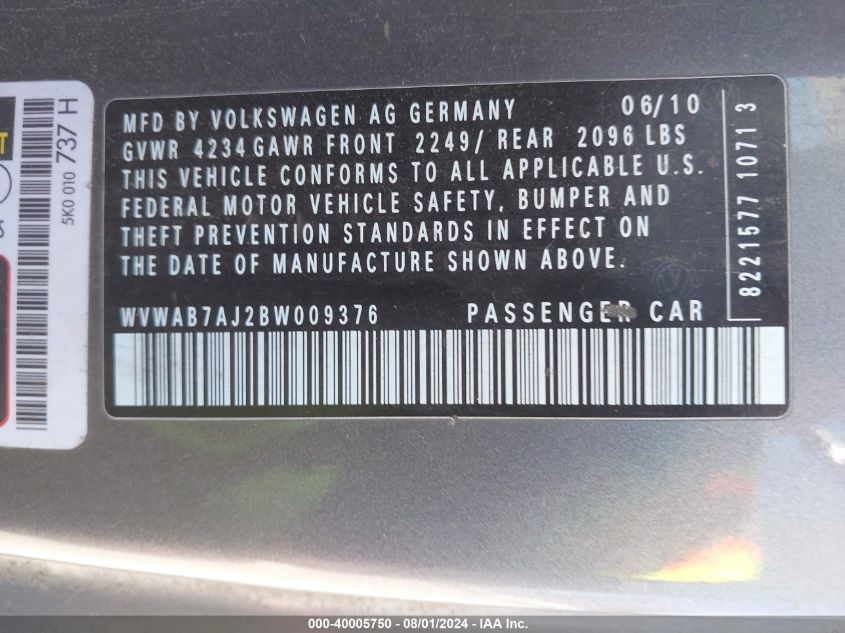 MFD BY VOLKSWAGEN AG GERMANY 06/10
GVWR 4234 GAWR FRONT 2249/ REAR 2096 LBS
THIS VEHICLE CONFORMS TO ALL APPLICABLE U.S.
FEDERAL MOTOR VEHICLE SAFETY, BUMPER AND
THEFT PREVENTION STANDARDS IN EFFECT ON
THE DATE OF MANUFACTURE SHOWN ABOVE.
WVWAB7AJ2BW009376 PASSENGER CAR
8221577 1071 3
5K0 010 737 H
000-40005750 - 08/01/2024 - IAA Inc.